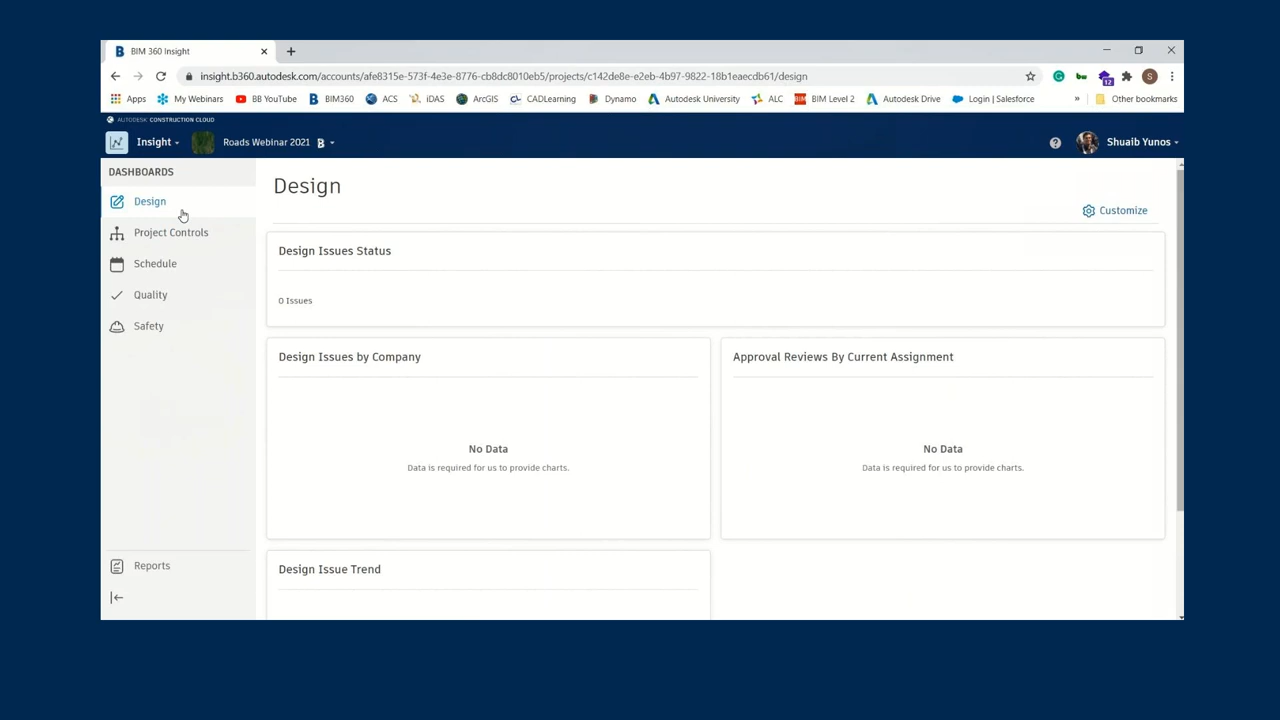 BIM 360 Insight
insight.b360.autodesk.com/accounts/afe8315e-573f-4e3e-8776-cb8dc8010eb5/projects/c142de8e-e2eb-4b97-9822-18b1eaecdb61/design
S
12
Apps My Webinars BB YouTube BIM360 ACS iDAS ArcGIS CADLearning Dynamo Autodesk University ALC BIM Level 2 Autodesk Drive Login | Salesforce » Other bookmarks
AUTODESK CONSTRUCTION CLOUD
Insight Roads Webinar 2021 B Shuaib Yunos
DASHBOARDS
Design
Project Controls
Schedule
Quality
Safety
Reports
Design
Customize
Design Issues Status
0 Issues
Design Issues by Company
No Data
Data is required for us to provide charts.
Approval Reviews By Current Assignment
No Data
Data is required for us to provide charts.
Design Issue Trend